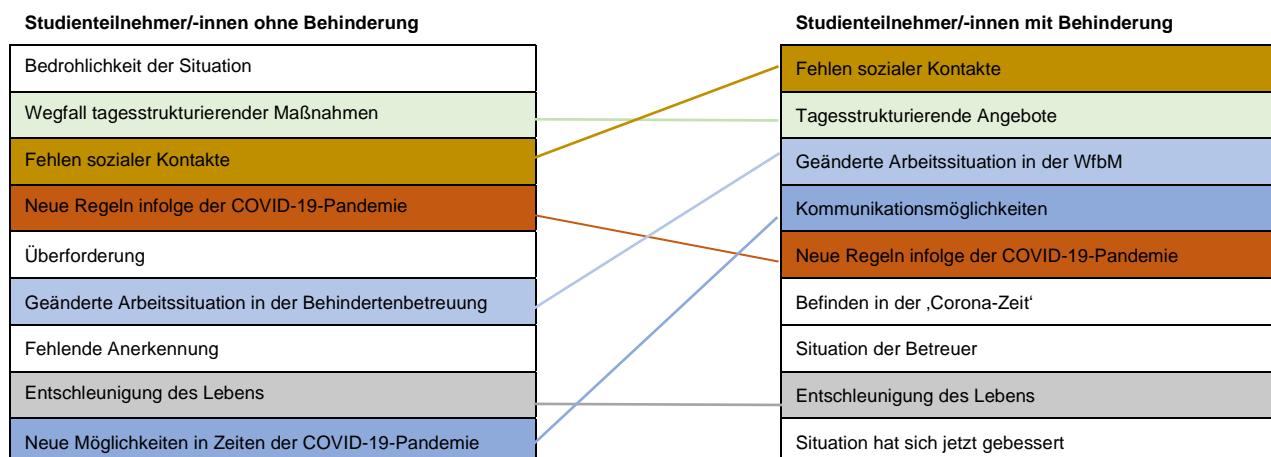 Studienteilnehmer/-innen ohne Behinderung
Bedrohlichkeit der Situation
Wegfall tagesstrukturierender Maßnahmen
Fehlen sozialer Kontakte
Neue Regeln infolge der COVID-19-Pandemie
Überforderung
Geänderte Arbeitssituation in der Behindertenbetreuung
Fehlende Anerkennung
Entschleunigung des Lebens
Neue Möglichkeiten in Zeiten der COVID-19-Pandemie
Studienteilnehmer/-innen mit Behinderung
Fehlen sozialer Kontakte
Tagesstrukturierende Angebote
Geänderte Arbeitssituation in der WfbM
Kommunikationsmöglichkeiten
Neue Regeln infolge der COVID-19-Pandemie
Befinden in der ‚Corona-Zeit‘
Situation der Betreuer
Entschleunigung des Lebens
Situation hat sich jetzt gebessert